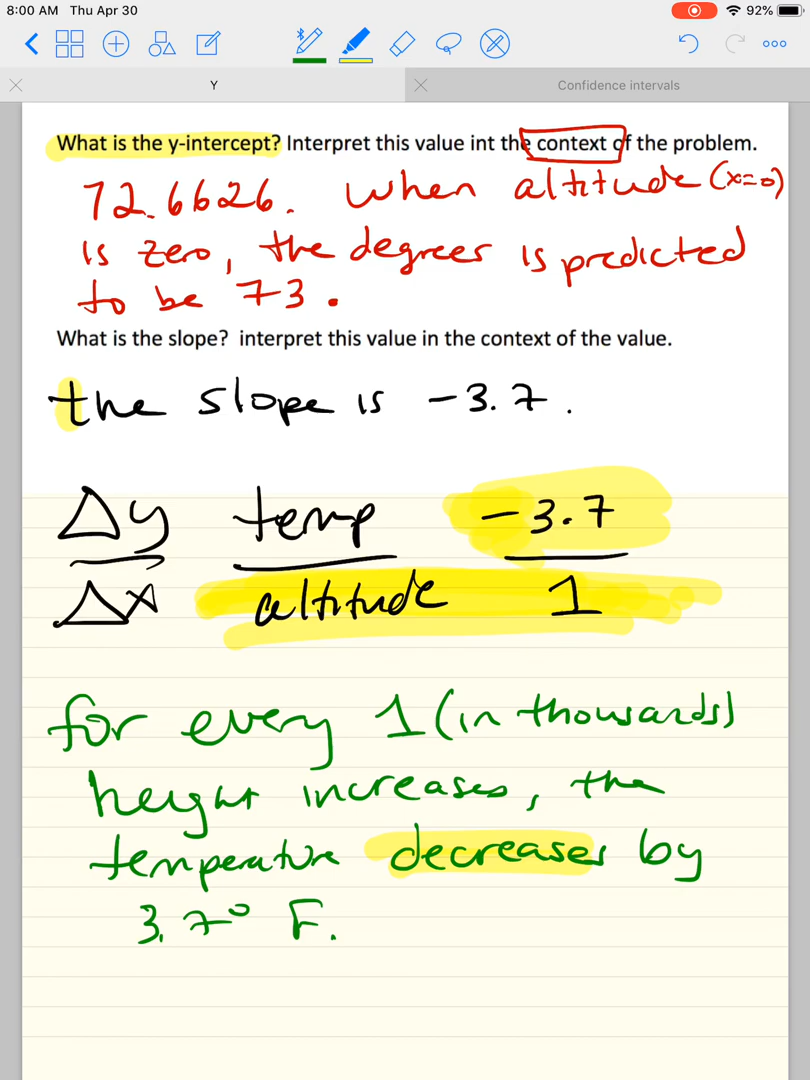 8:00 AM Thu Apr 30
92%
Y
Confidence intervals
What is the y-intercept? Interpret this value int the context of the problem.
72.6626. When altitude (x=0)
is zero, the degrees is predicted
to be 73.
What is the slope? interpret this value in the context of the value.
the slope is -3.7.
Δy temp -3.7
Δx altitude 1
for every 1 (in thousands)
height increases, the
temperature decreases by
3.7° F.